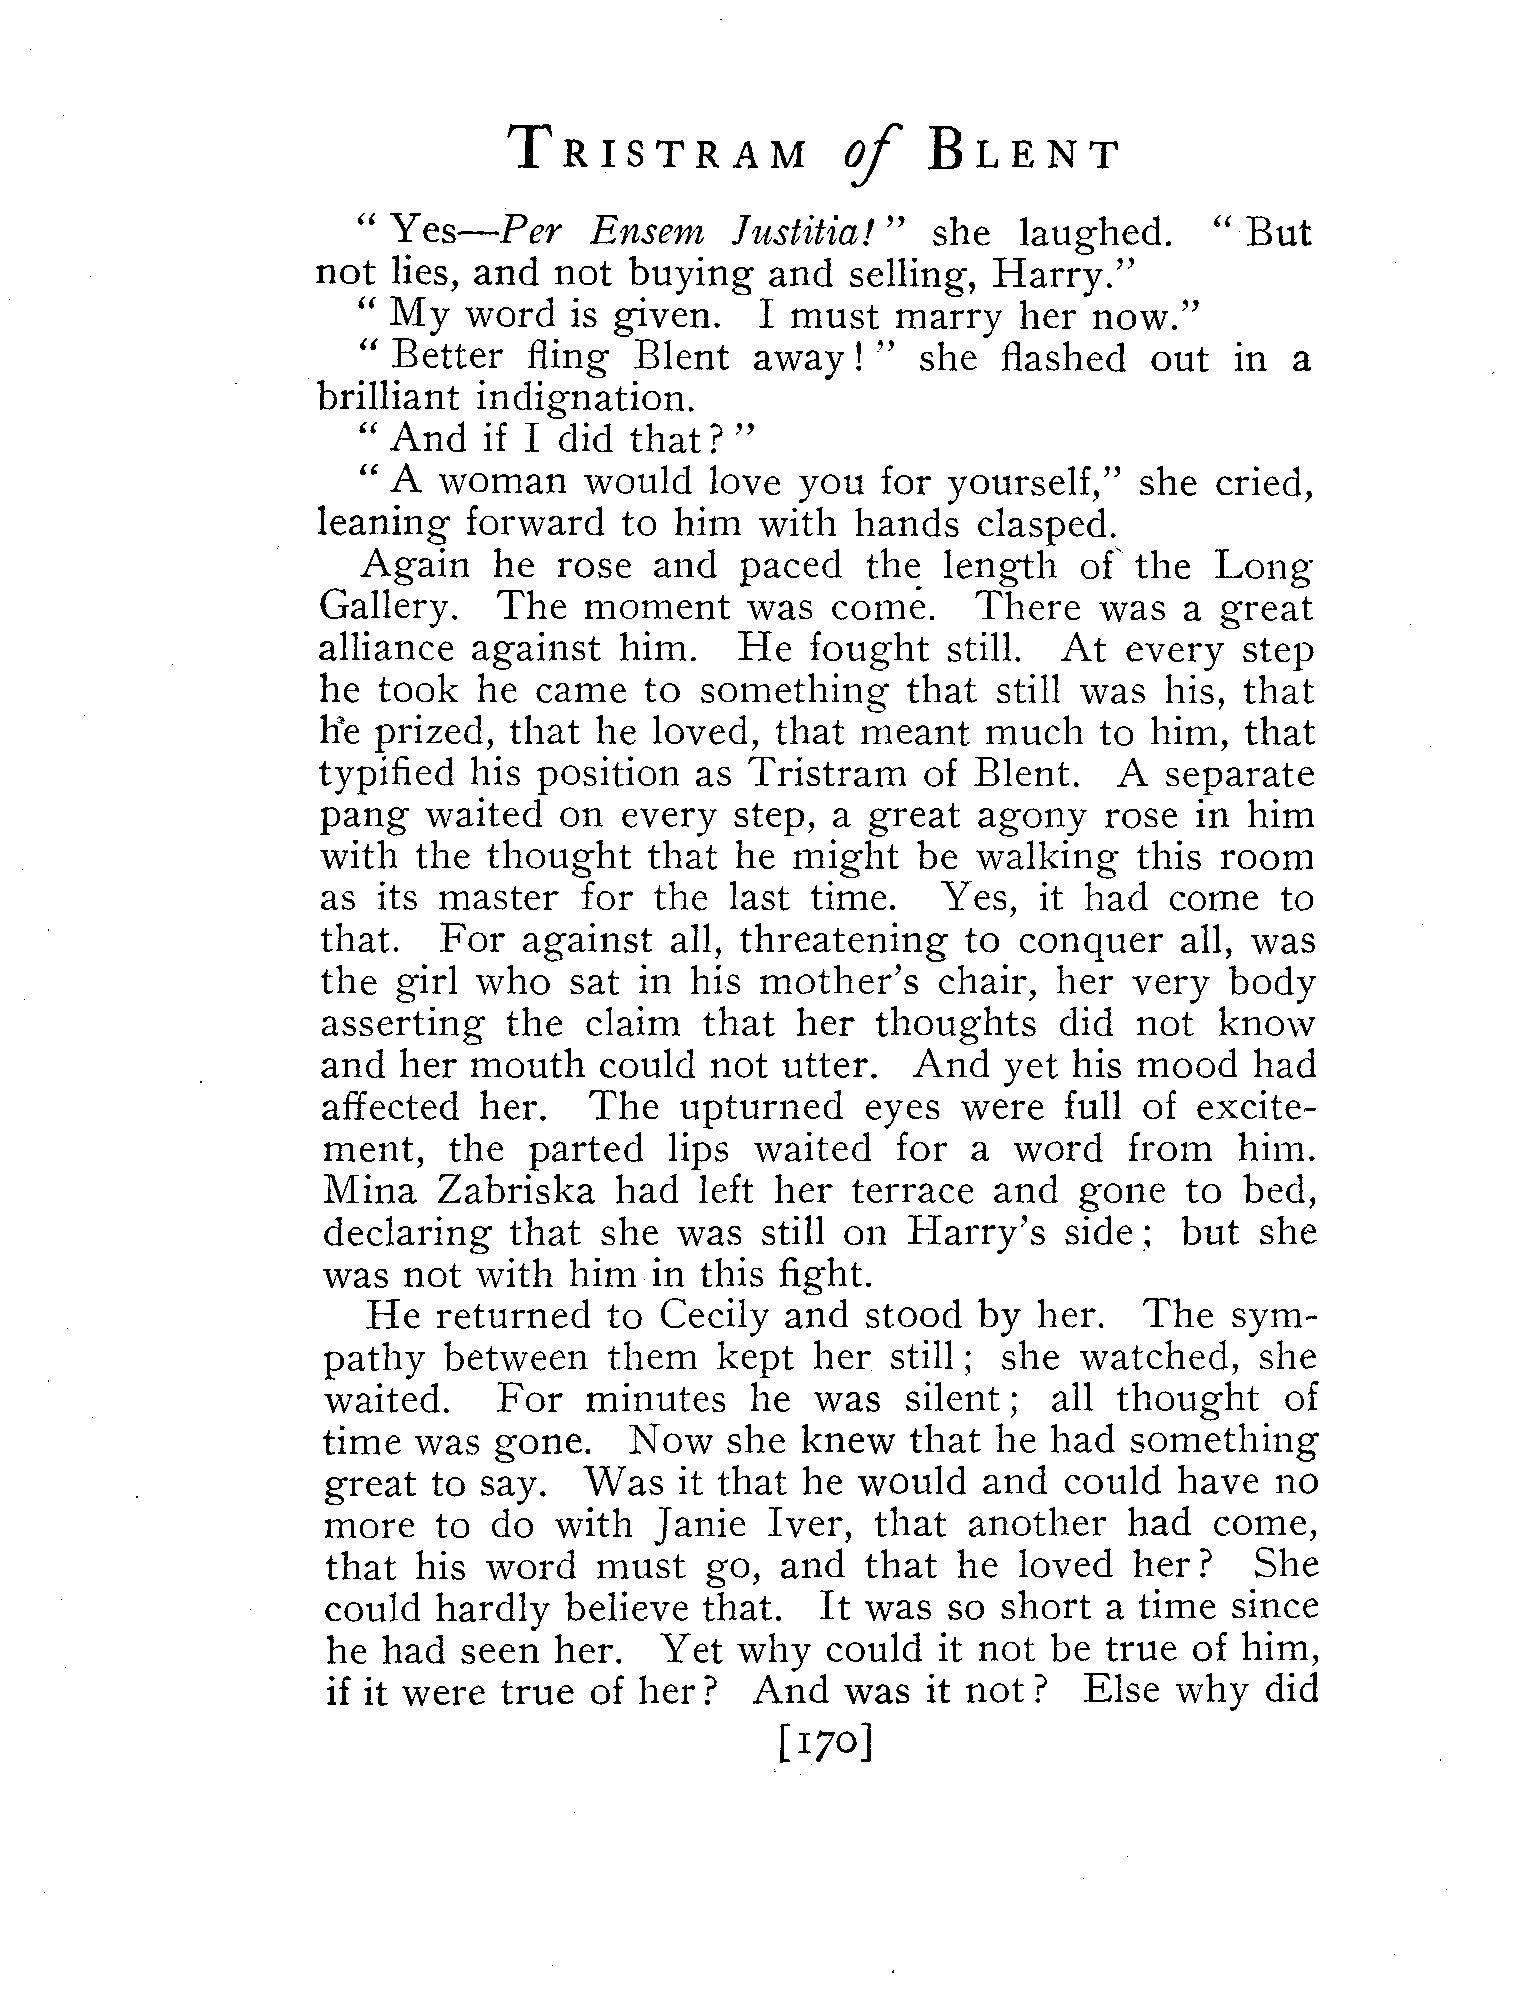 TRISTRAM of BLENT
“ Yes—Per Ensem Justitia! ” she laughed. “ But
not lies, and not buying and selling, Harry.”
“ My word is given. I must marry her now.”
“ Better fling Blent away! ” she flashed out in a
brilliant indignation.
“ And if I did that? ”
“ A woman would love you for yourself,” she cried,
leaning forward to him with hands clasped.
Again he rose and paced the length of the Long
Gallery. The moment was come. There was a great
alliance against him. He fought still. At every step
he took he came to something that still was his, that
he prized, that he loved, that meant much to him, that
typified his position as Tristram of Blent. A separate
pang waited on every step, a great agony rose in him
with the thought that he might be walking this room
as its master for the last time. Yes, it had come to
that. For against all, threatening to conquer all, was
the girl who sat in his mother’s chair, her very body
asserting the claim that her thoughts did not know
and her mouth could not utter. And yet his mood had
affected her. The upturned eyes were full of excite-
ment, the parted lips waited for a word from him.
Mina Zabriska had left her terrace and gone to bed,
declaring that she was still on Harry’s side; but she
was not with him in this fight.
He returned to Cecily and stood by her. The sym-
pathy between them kept her still; she watched, she
waited. For minutes he was silent; all thought of
time was gone. Now she knew that he had something
great to say. Was it that he would and could have no
more to do with Janie Iver, that another had come,
that his word must go, and that he loved her? She
could hardly believe that. It was so short a time since
he had seen her. Yet why could it not be true of him,
if it were true of her? And was it not? Else why did
[170]